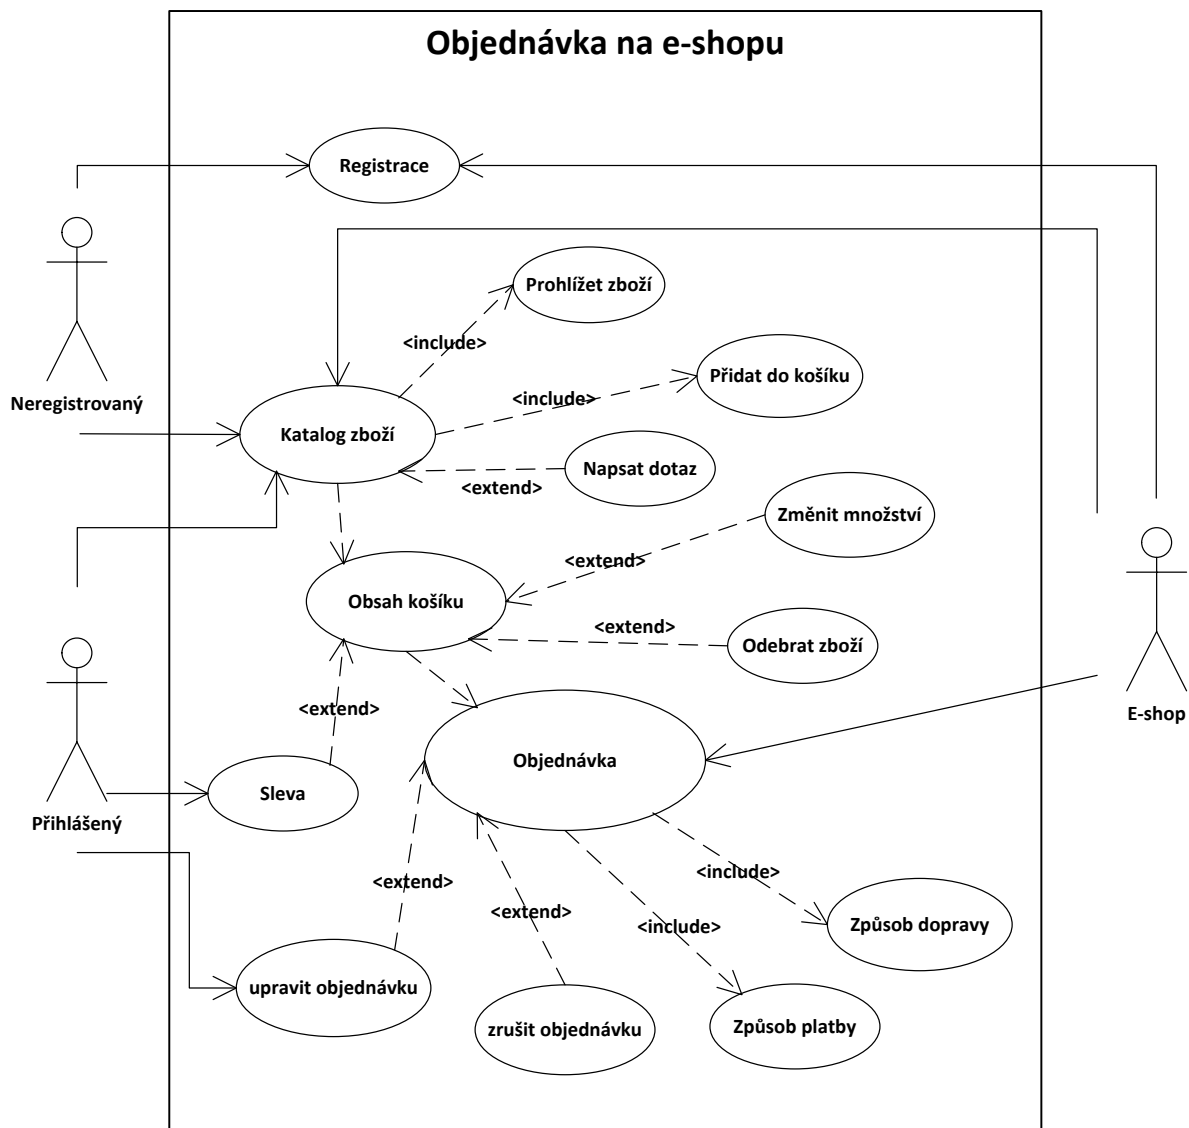 Objednávka na e-shopu
Registrace
Prohlížet zboží
<include>
Přidat do košíku
<include>
Neregistrovaný
Katalog zboží
Napsat dotaz
<extend>
Změnit množství
<extend>
Obsah košíku
<extend>
Odebrat zboží
<extend>
E-shop
Objednávka
Sleva
Přihlášený
<include>
<extend>
<extend>
<include>
Způsob dopravy
upravit objednávku
zrušit objednávku
Způsob platby